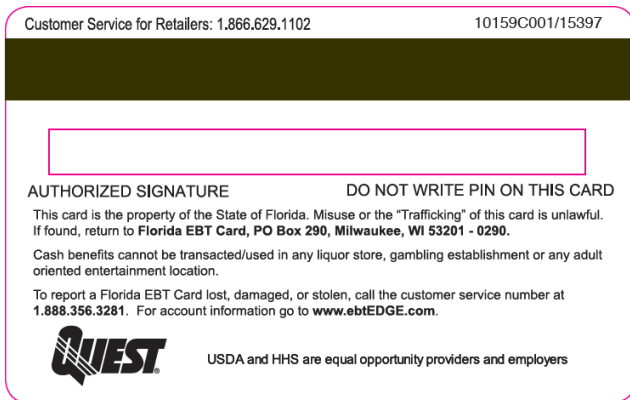 Customer Service for Retailers: 1.866.629.1102 10159C001/15397
AUTHORIZED SIGNATURE DO NOT WRITE PIN ON THIS CARD
This card is the property of the State of Florida. Misuse or the “Trafficking” of this card is unlawful.
If found, return to Florida EBT Card, PO Box 290, Milwaukee, WI 53201 - 0290.
Cash benefits cannot be transacted/used in any liquor store, gambling establishment or any adult
oriented entertainment location.
To report a Florida EBT Card lost, damaged, or stolen, call the customer service number at
1.888.356.3281. For account information go to www.ebtEDGE.com.
QUEST®
USDA and HHS are equal opportunity providers and employers